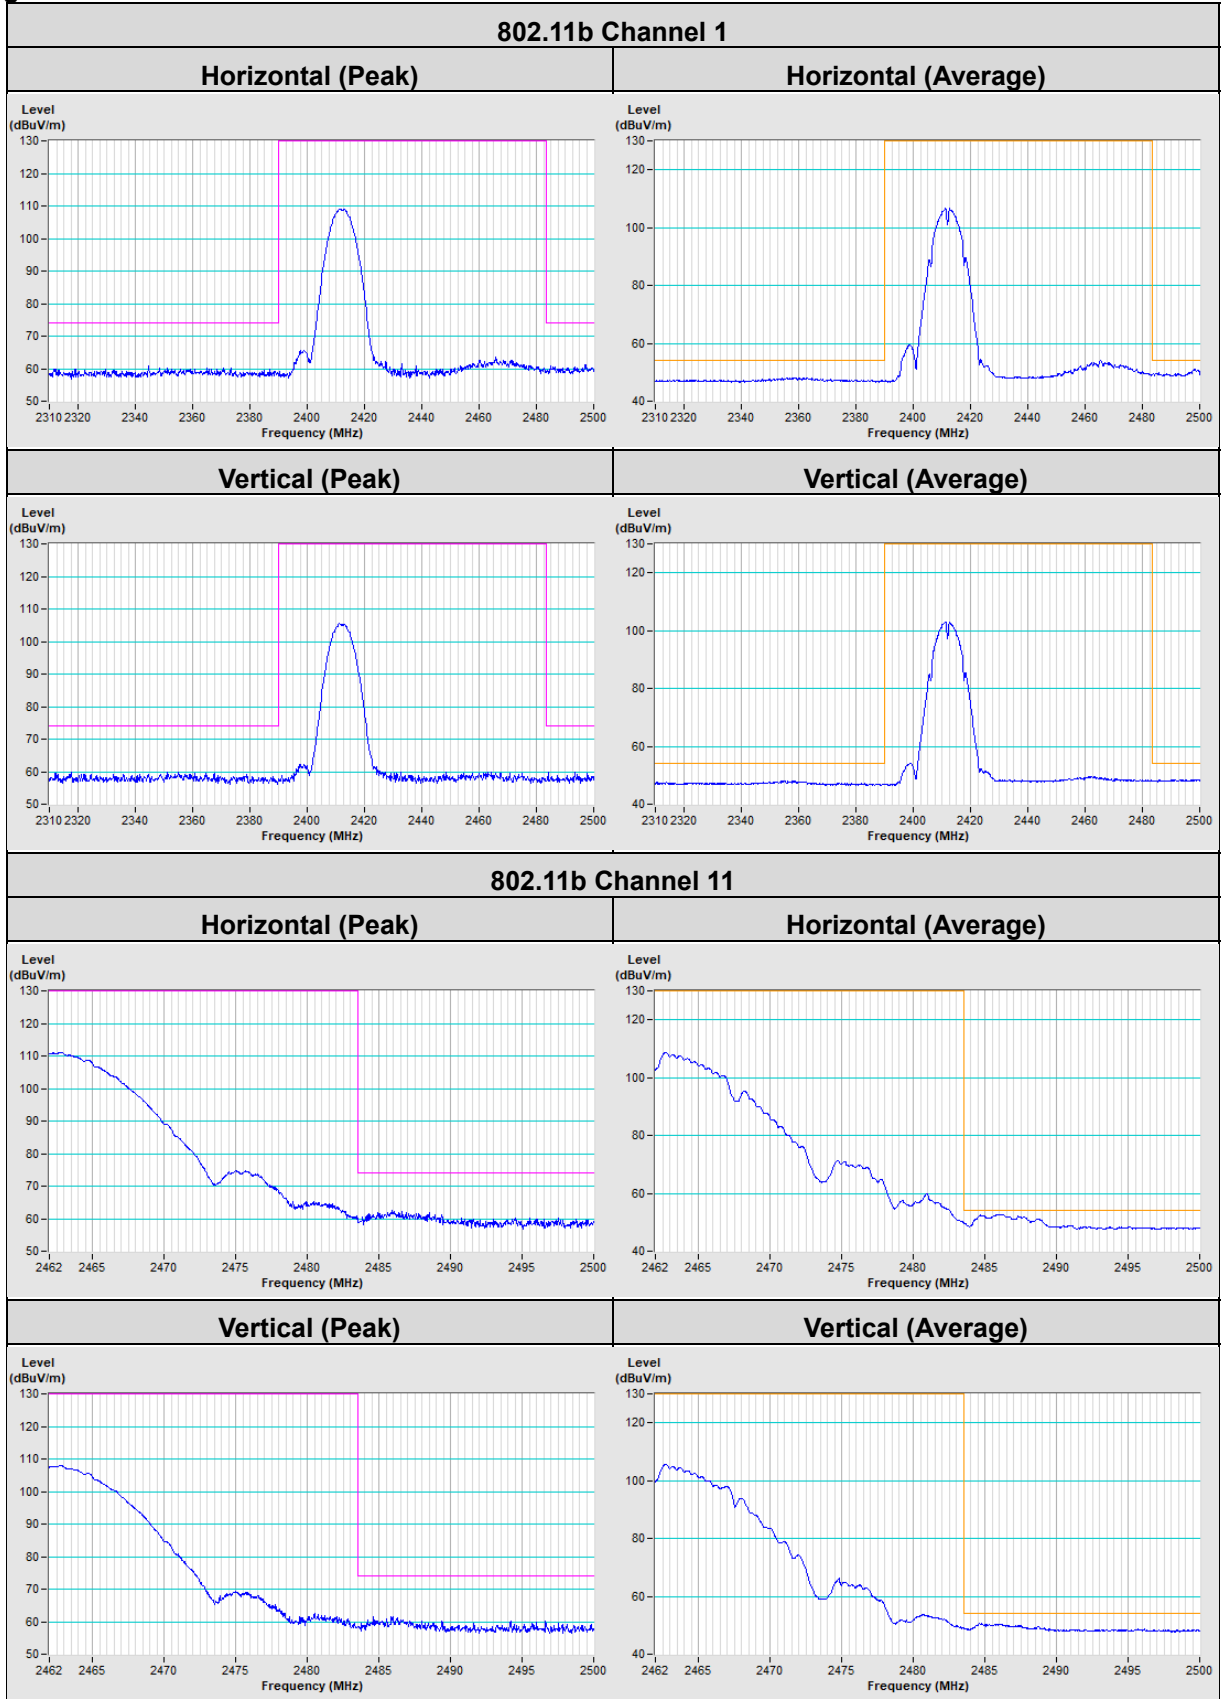 802.11b Channel 1
Horizontal (Peak)
Horizontal (Average)
Level
(dBuV/m)
130
120
110
100
90
80
70
60
50
2310 2320 2340 2360 2380 2400 2420 2440 2460 2480 2500
Frequency (MHz)
Level
(dBuV/m)
130
120
100
80
60
40
2310 2320 2340 2360 2380 2400 2420 2440 2460 2480 2500
Frequency (MHz)
Vertical (Peak)
Vertical (Average)
Level
(dBuV/m)
130
120
110
100
90
80
70
60
50
2310 2320 2340 2360 2380 2400 2420 2440 2460 2480 2500
Frequency (MHz)
Level
(dBuV/m)
130
120
100
80
60
40
2310 2320 2340 2360 2380 2400 2420 2440 2460 2480 2500
Frequency (MHz)
802.11b Channel 11
Horizontal (Peak)
Horizontal (Average)
Level
(dBuV/m)
130
120
110
100
90
80
70
60
50
2462 2465 2470 2475 2480 2485 2490 2495 2500
Frequency (MHz)
Level
(dBuV/m)
130
120
100
80
60
40
2462 2465 2470 2475 2480 2485 2490 2495 2500
Frequency (MHz)
Vertical (Peak)
Vertical (Average)
Level
(dBuV/m)
130
120
110
100
90
80
70
60
50
2462 2465 2470 2475 2480 2485 2490 2495 2500
Frequency (MHz)
Level
(dBuV/m)
130
120
100
80
60
40
2462 2465 2470 2475 2480 2485 2490 2495 2500
Frequency (MHz)